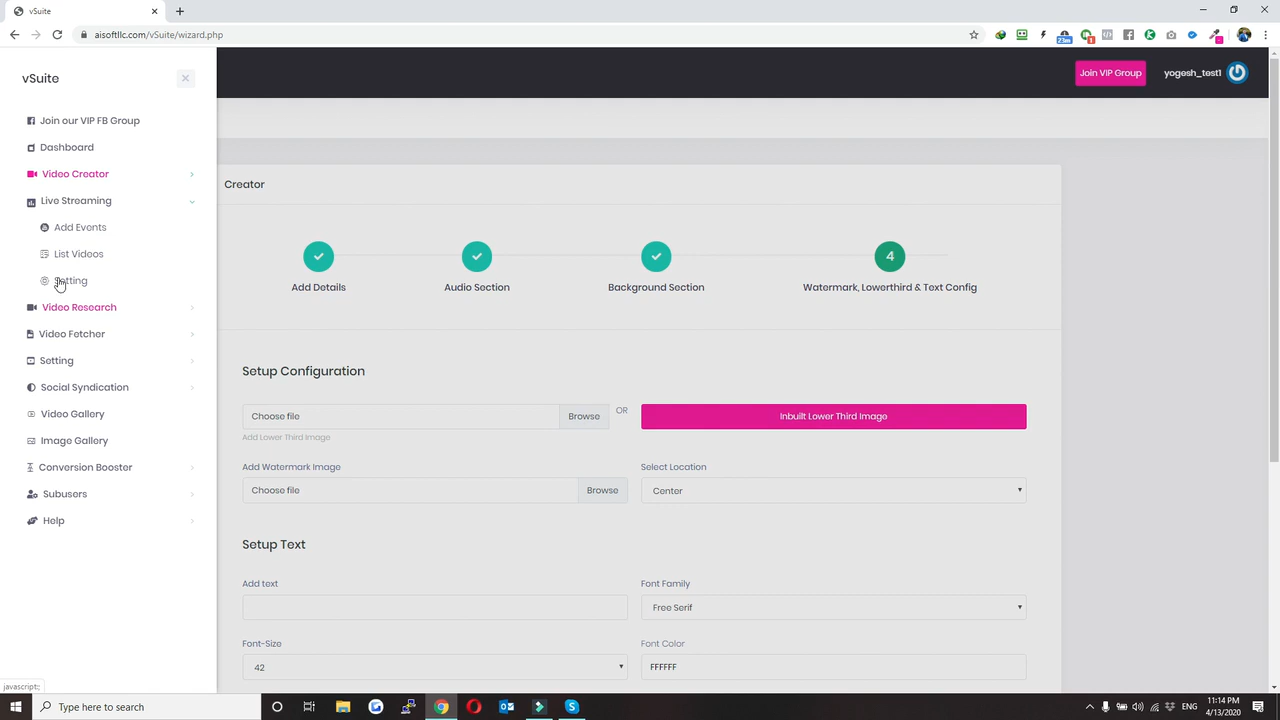 vSuite
aisoftllc.com/vSuite/wizard.php
vSuite
Join VIP Group
yogesh_test1
Join our VIP FB Group
Dashboard
Video Creator
Live Streaming
Add Events
List Videos
Setting
Video Research
Video Fetcher
Setting
Social Syndication
Video Gallery
Image Gallery
Conversion Booster
Subusers
Help
Creator
4
Add Details
Audio Section
Background Section
Watermark, Lowerthird & Text Config
Setup Configuration
Choose file
Browse
OR
Inbuilt Lower Third Image
Add Lower Third Image
Add Watermark Image
Select Location
Choose file
Browse
Center
Setup Text
Add text
Font Family
Free Serif
Font-Size
Font Color
42
FFFFFF
javascript:;
Type here to search
11:14 PM
4/13/2020